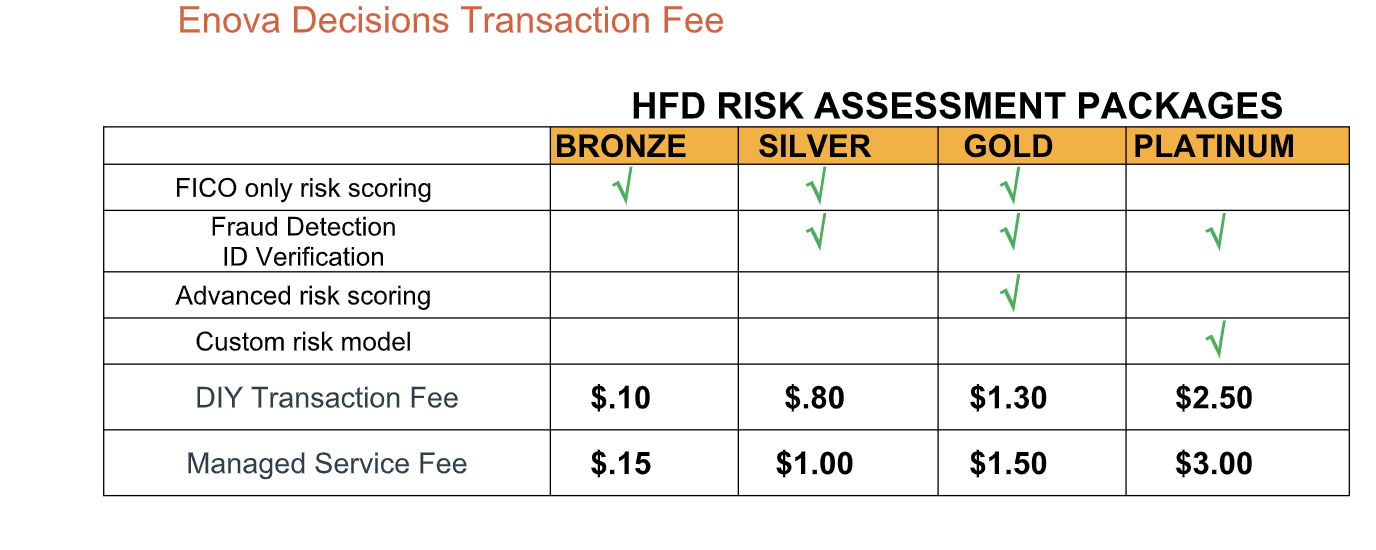 Enova Decisions Transaction Fee
HFD RISK ASSESSMENT PACKAGES
BRONZE SILVER GOLD PLATINUM
FICO only risk scoring √ √ √
Fraud Detection
ID Verification √ √ √
Advanced risk scoring √
Custom risk model √
DIY Transaction Fee $.10 $.80 $1.30 $2.50
Managed Service Fee $.15 $1.00 $1.50 $3.00